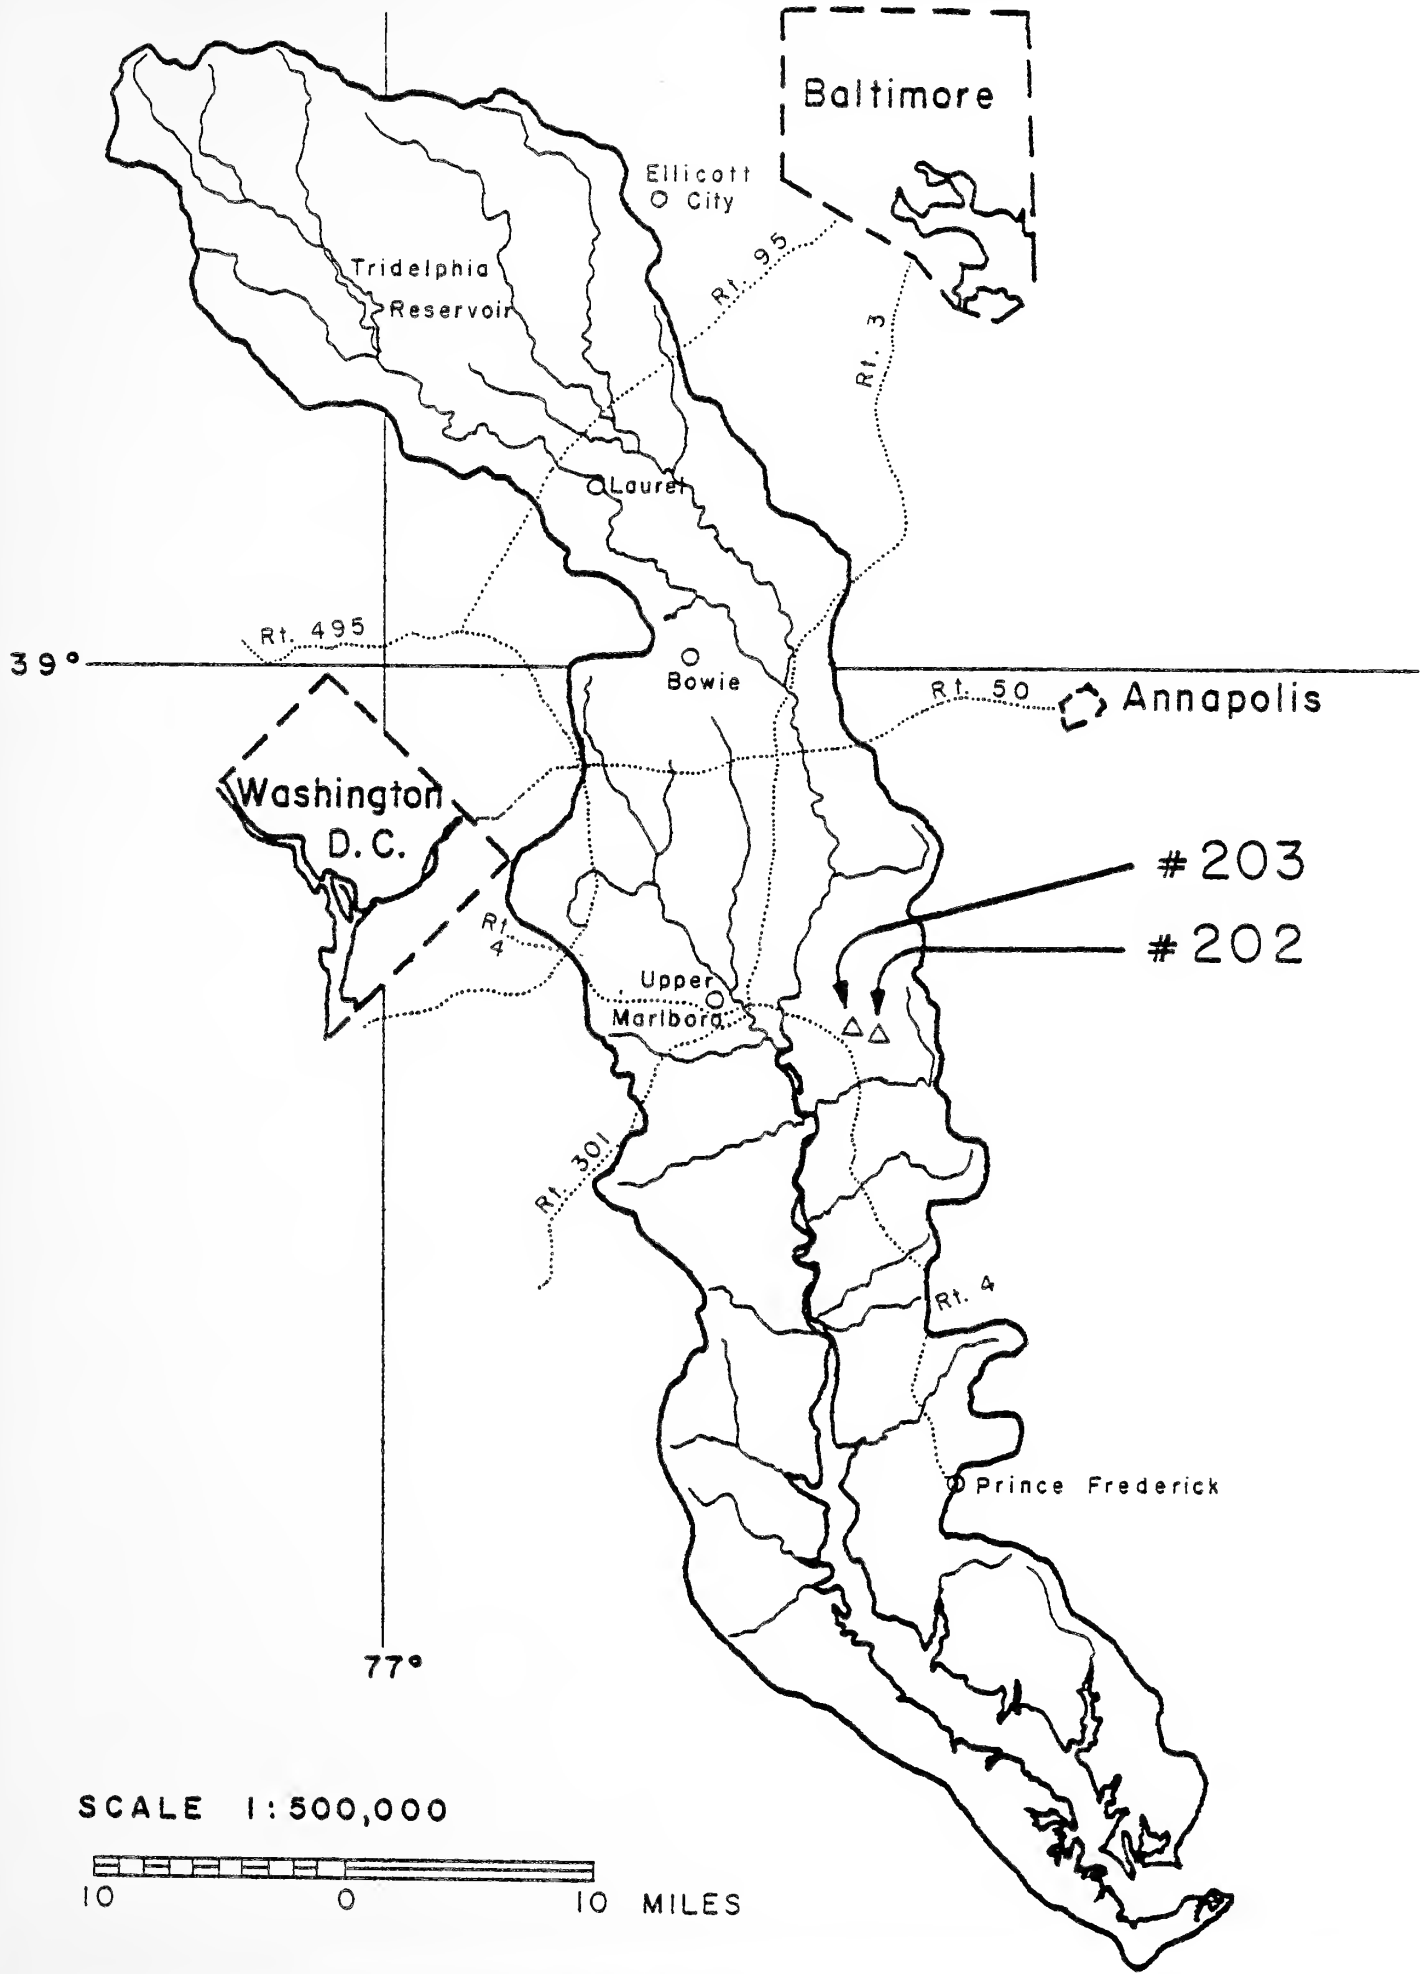 Baltimore
Ellicott
City
Rt. 95
Tridelphia
Reservoir
Rt. 3
Laurel
Rt. 495
39°
Bowie
Rt. 50
Annapolis
Washington
D.C.
#203
Rt.
4
#202
Upper
Marlboro
Rt. 301
Rt. 4
Prince Frederick
77°
SCALE 1:500,000
10 0 10 MILES